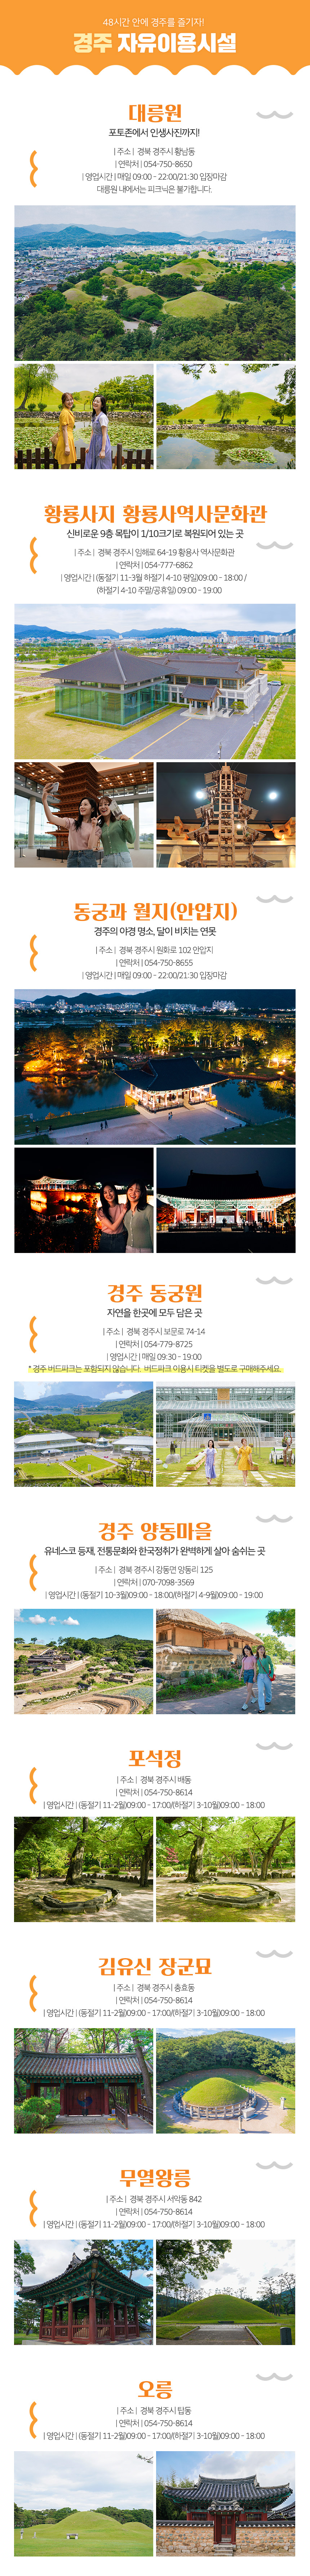 48시간 안에 경주를 즐기자!
경주 자유이용시설
대릉원
포토존에서 인생사진까지!
| 주소 | 경북 경주시 황남동
| 연락처 | 054-750-8650
| 영업시간 | 매일 09:00 - 22:00/21:30 입장마감
대릉원 내에서는 피크닉은 불가합니다.
황룡사지 황룡사역사문화관
신비로운 9층 목탑이 1/10크기로 복원되어 있는 곳
| 주소 | 경북 경주시 임해로 64-19 황룡사 역사문화관
| 연락처 | 054-777-6862
| 영업시간 | (동절기 11-3월 하절기 4-10 평일)09:00 - 18:00 /
(하절기 4-10 주말/공휴일) 09:00 - 19:00
동궁과 월지(안압지)
경주의 야경 명소, 달이 비치는 연못
| 주소 | 경북 경주시 원화로 102 안압지
| 연락처 | 054-750-8655
| 영업시간 | 매일 09:00 - 22:00/21:30 입장마감
경주 동궁원
자연을 한곳에 모두 담은 곳
| 주소 | 경북 경주시 보문로 74-14
| 연락처 | 054-779-8725
| 영업시간 | 매일 09:30 - 19:00
* 경주 버드파크는 포함되지 않습니다. 버드파크 이용시 티켓을 별도로 구매해주세요.
경주 양동마을
유네스코 등재, 전통문화와 한국정취가 완벽하게 살아 숨쉬는 곳
| 주소 | 경북 경주시 강동면 양동리 125
| 연락처 | 070-7098-3569
| 영업시간 | (동절기 10-3월)09:00 - 18:00/(하절기 4-9월)09:00 - 19:00
포석정
| 주소 | 경북 경주시 배동
| 연락처 | 054-750-8614
| 영업시간 | (동절기 11-2월)09:00 - 17:00/(하절기 3-10월)09:00 - 18:00
김유신 장군묘
| 주소 | 경북 경주시 충효동
| 연락처 | 054-750-8614
| 영업시간 | (동절기 11-2월)09:00 - 17:00/(하절기 3-10월)09:00 - 18:00
무열왕릉
| 주소 | 경북 경주시 서악동 842
| 연락처 | 054-750-8614
| 영업시간 | (동절기 11-2월)09:00 - 17:00/(하절기 3-10월)09:00 - 18:00
오릉
| 주소 | 경북 경주시 탑동
| 연락처 | 054-750-8614
| 영업시간 | (동절기 11-2월)09:00 - 17:00/(하절기 3-10월)09:00 - 18:00